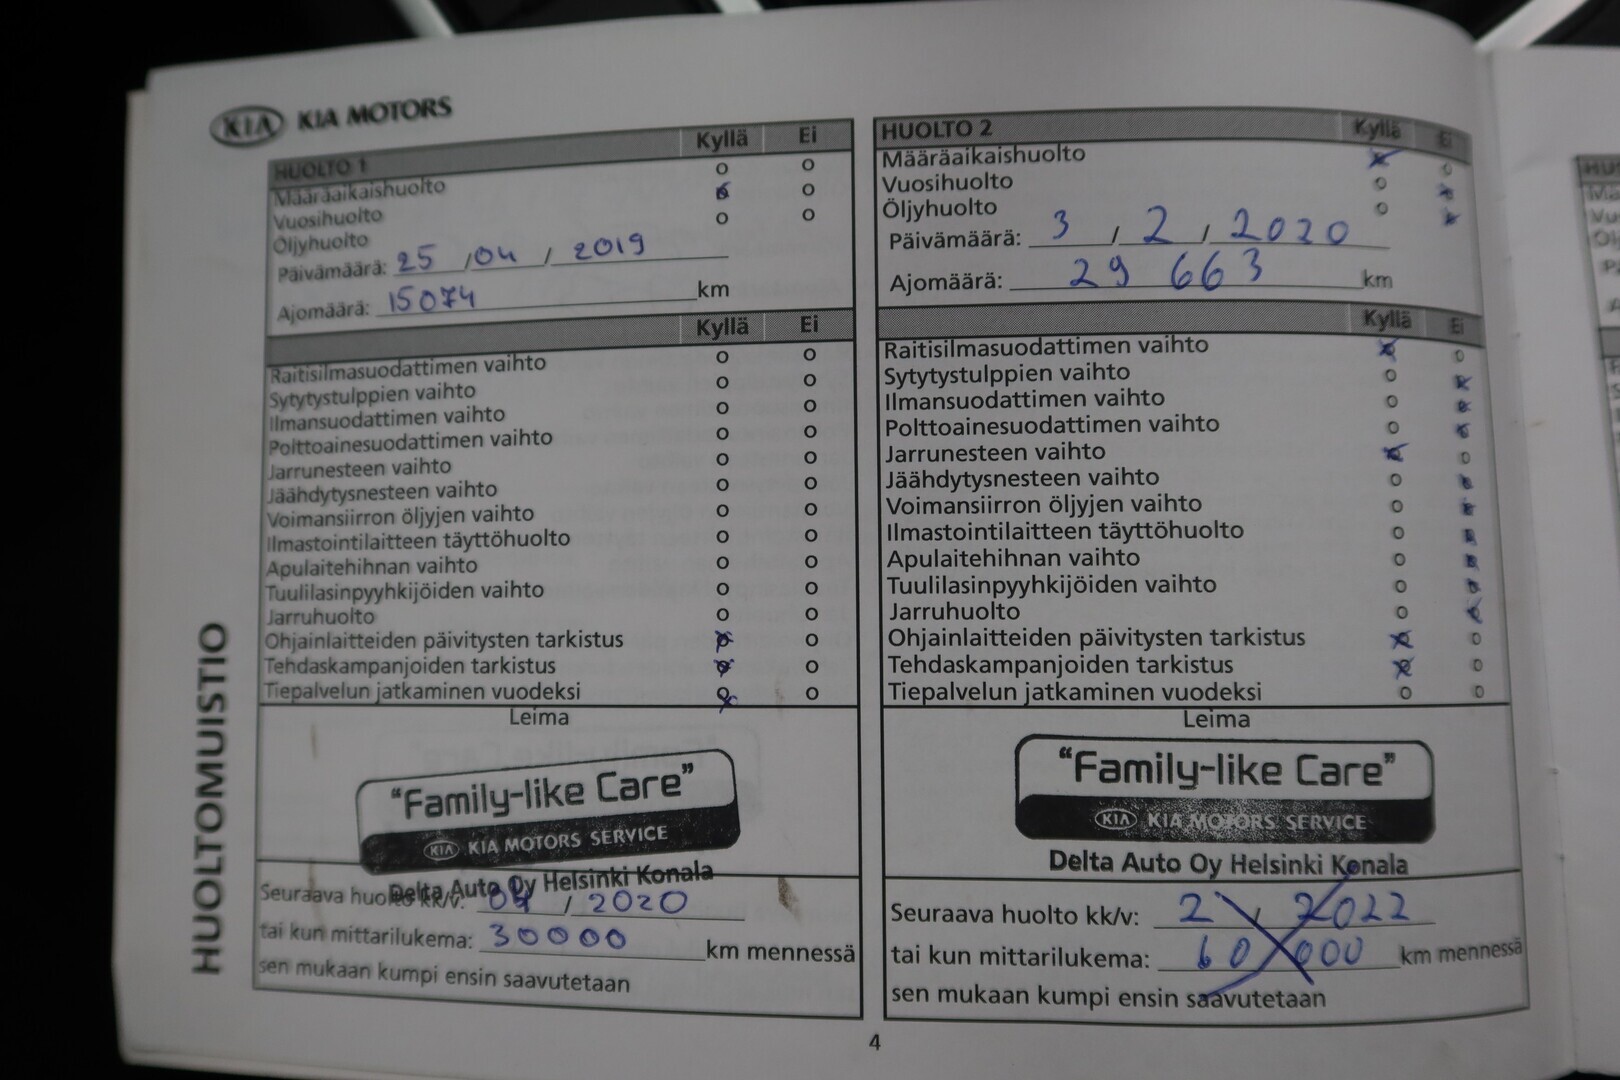 KIA KIA MOTORS
HUOLTOMUISTIO
HUOLTO 1 Kyllä Ei
Määräaikaishuolto o o
Vuosihuolto o o
Öljyhuolto o o
Päivämäärä: 25 / 04 / 2019
Ajomäärä: 15074 km
Kyllä Ei
Raitisilmasuodattimen vaihto o o
Sytytystulppien vaihto o o
Ilmansuodattimen vaihto o o
Polttoainesuodattimen vaihto o o
Jarrunesteen vaihto o o
Jäähdytysnesteen vaihto o o
Voimansiirron öljyjen vaihto o o
Ilmastointilaitteen täyttöhuolto o o
Apulaitehihnan vaihto o o
Tuulilasinpyyhkijöiden vaihto o o
Jarruhuolto o o
Ohjainlaitteiden päivitysten tarkistus x o
Tehdaskampanjoiden tarkistus x o
Tiepalvelun jatkaminen vuodeksi x o
Leima
"Family-like Care"
KIA KIA MOTORS SERVICE
Delta Auto Oy Helsinki Konala
Seuraava huolto kk/v: 04 / 2020
tai kun mittarilukema: 30000 km mennessä
sen mukaan kumpi ensin saavutetaan
HUOLTO 2 Kyllä Ei
Määräaikaishuolto x o
Vuosihuolto o x
Öljyhuolto o x
Päivämäärä: 3 / 2 / 2020
Ajomäärä: 29 663 km
Kyllä Ei
Raitisilmasuodattimen vaihto x o
Sytytystulppien vaihto o x
Ilmansuodattimen vaihto o x
Polttoainesuodattimen vaihto o x
Jarrunesteen vaihto x o
Jäähdytysnesteen vaihto o x
Voimansiirron öljyjen vaihto o x
Ilmastointilaitteen täyttöhuolto o x
Apulaitehihnan vaihto o x
Tuulilasinpyyhkijöiden vaihto o x
Jarruhuolto o x
Ohjainlaitteiden päivitysten tarkistus x o
Tehdaskampanjoiden tarkistus x o
Tiepalvelun jatkaminen vuodeksi o o
Leima
"Family-like Care"
KIA KIA MOTORS SERVICE
Delta Auto Oy Helsinki Konala
Seuraava huolto kk/v: 2 / 2022
tai kun mittarilukema: 60 000 km mennessä
sen mukaan kumpi ensin saavutetaan
4